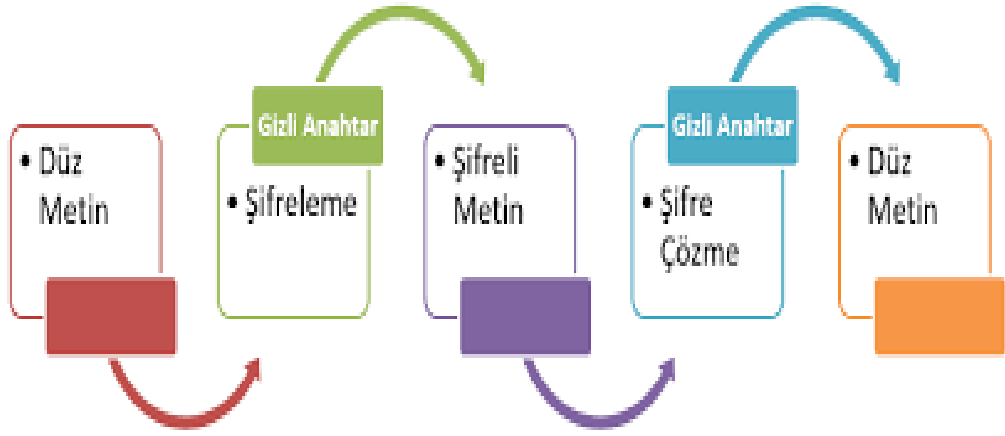 • Düz
Metin
Gizli Anahtar
• Şifreleme
• Şifreli
Metin
Gizli Anahtar
• Şifre
Çözme
• Düz
Metin